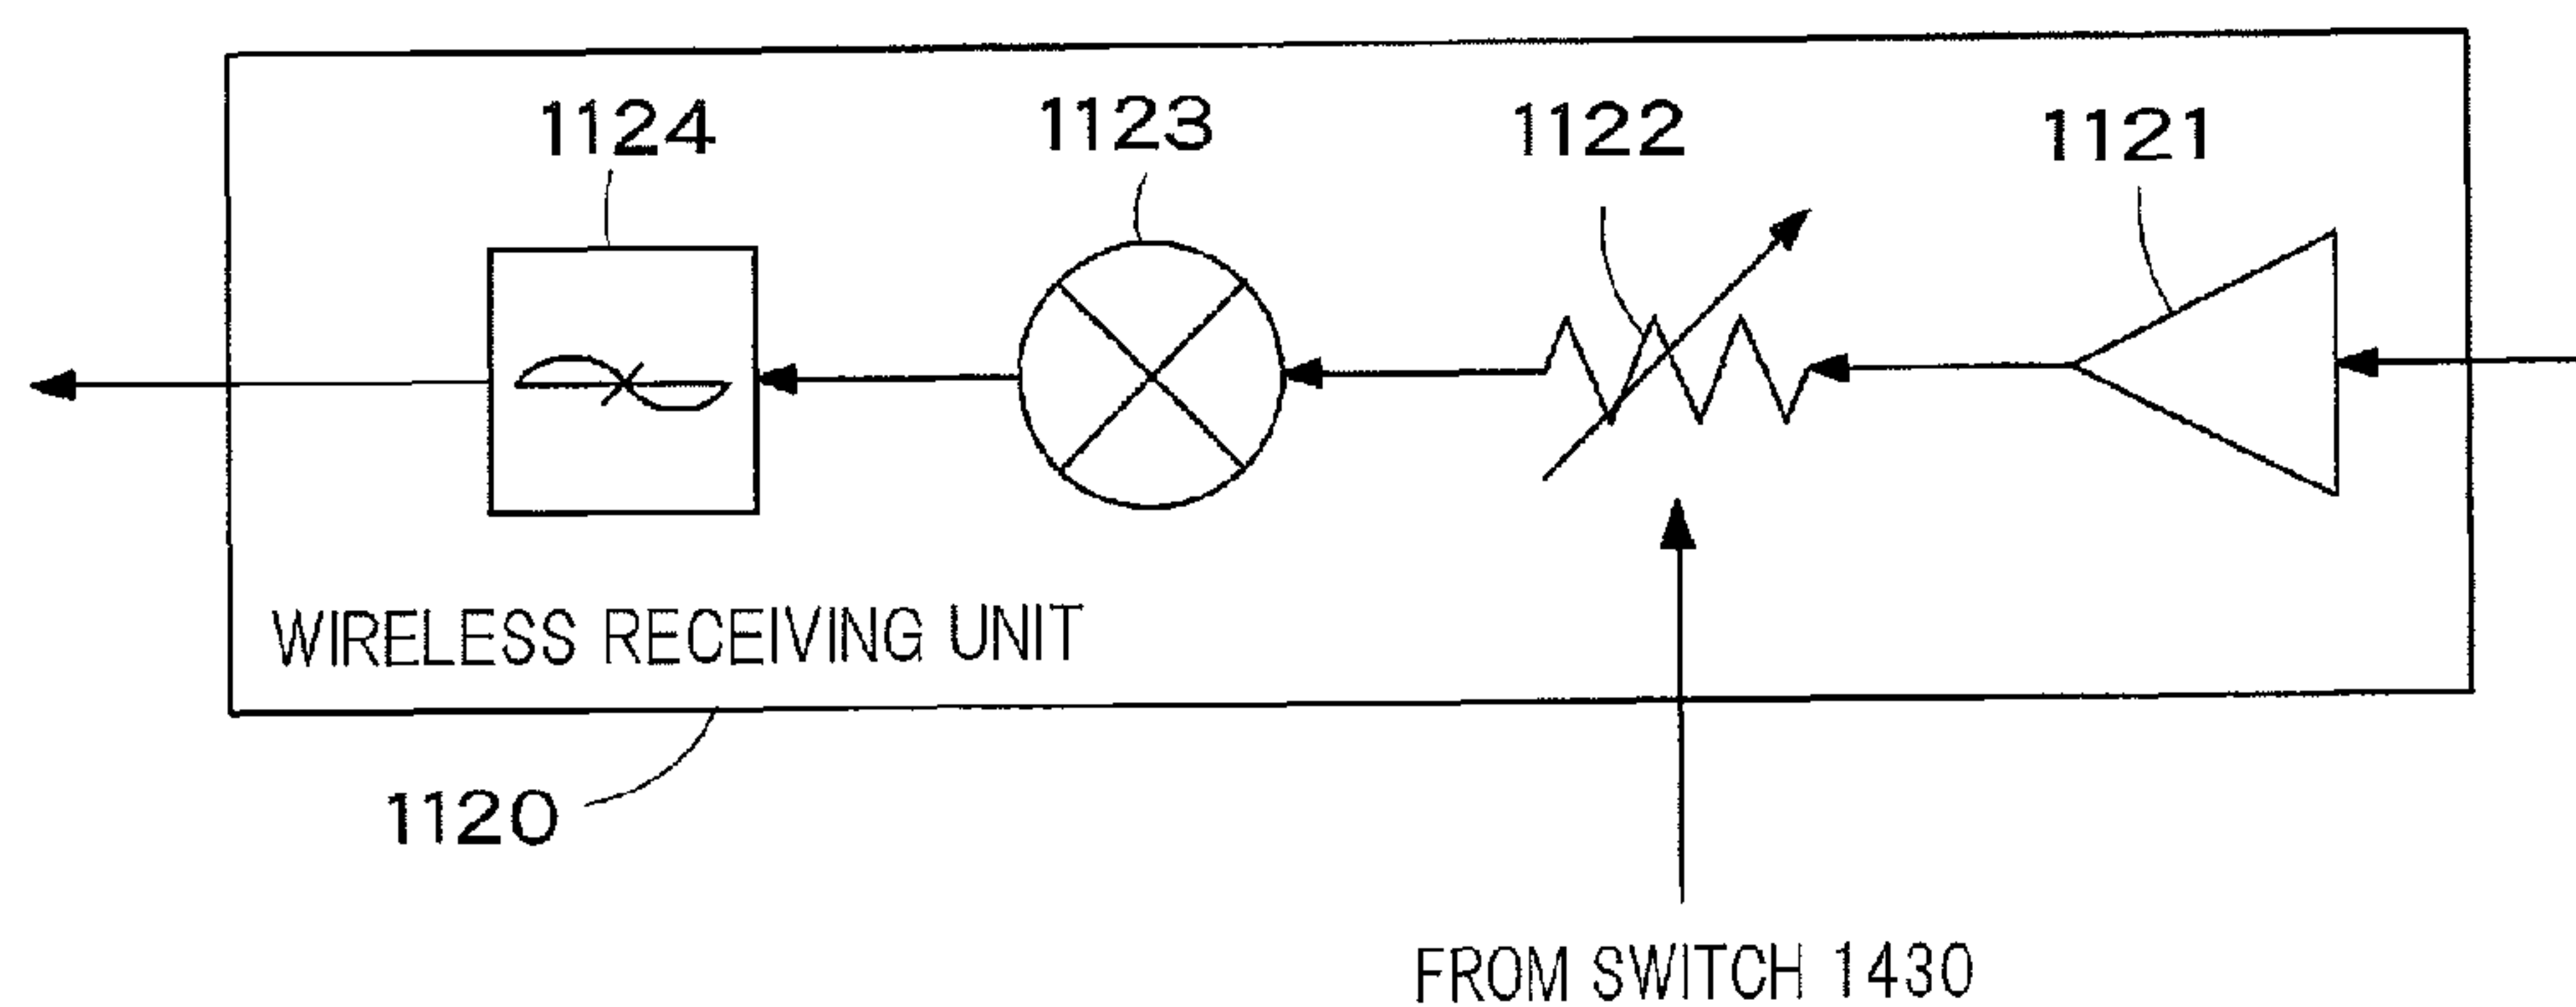 1124
1123
1122
1121
WIRELESS RECEIVING UNIT
1120
FROM SWITCH 1430